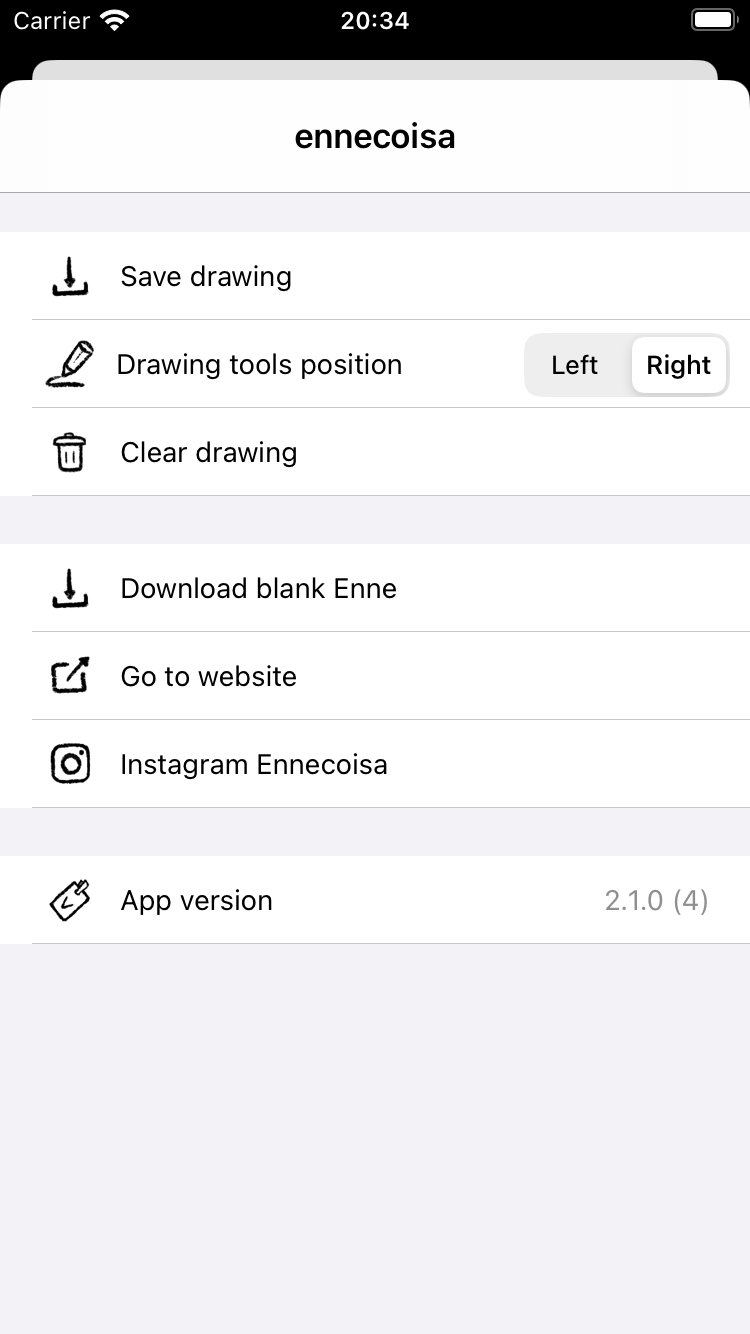 Carrier 20:34
ennecoisa
Save drawing
Drawing tools position Left Right
Clear drawing
Download blank Enne
Go to website
Instagram Ennecoisa
App version 2.1.0 (4)